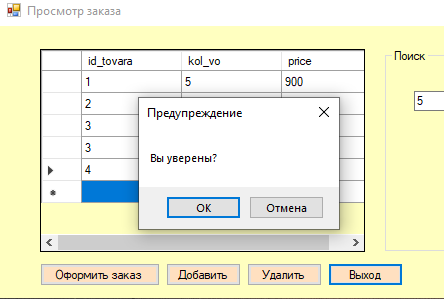 Просмотр заказа
id_tovara kol_vo price
Поиск
1 5 900
5
2
3
3
4
Предупреждение
Вы уверены?
OK Отмена
Оформить заказ Добавить Удалить Выход